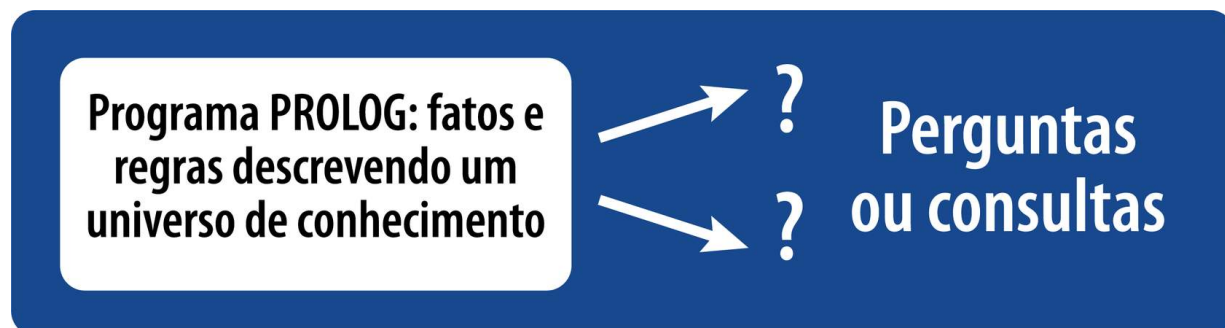 Programa PROLOG: fatos e
regras descrevendo um
universo de conhecimento
?
?
Perguntas
ou consultas